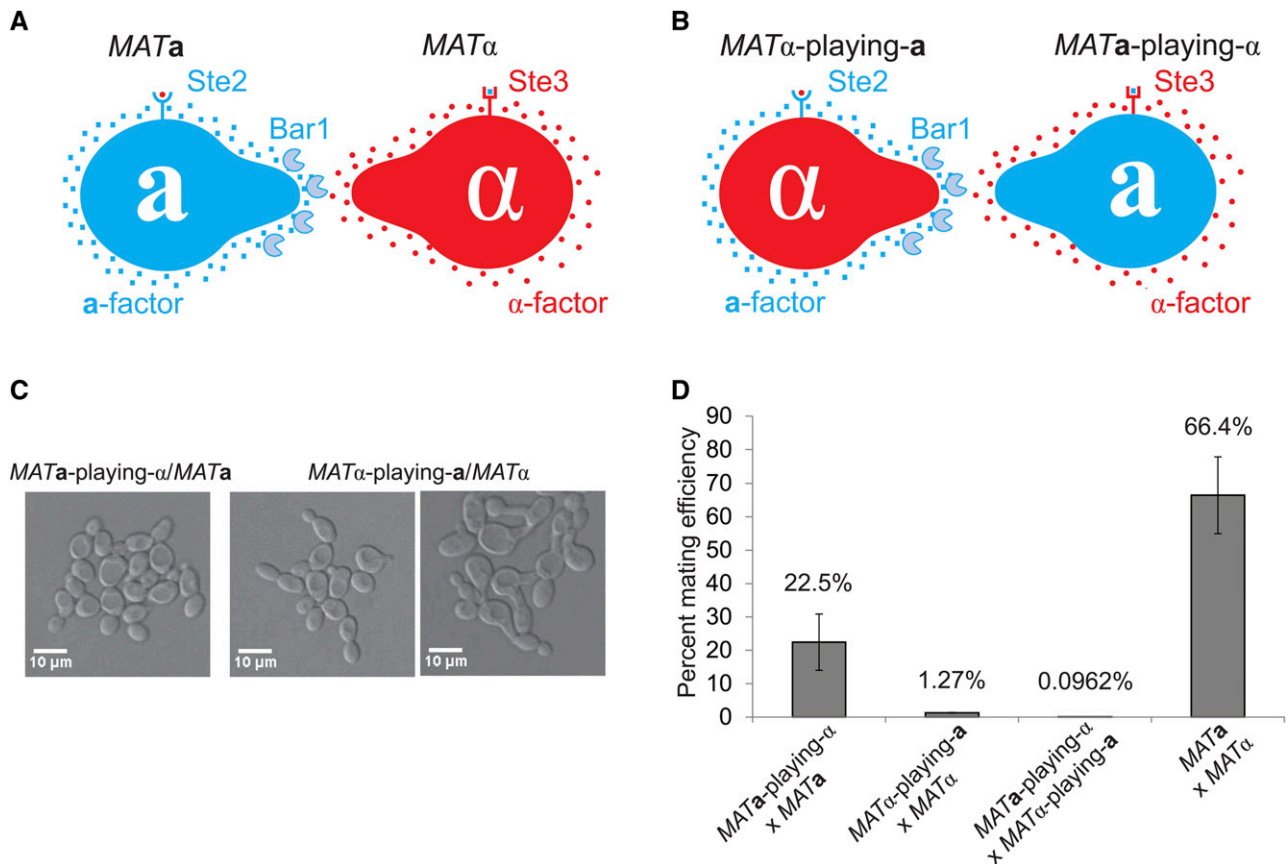 A
MATa
MATα
Ste2
Ste3
Bar1
a
α
a-factor
α-factor
B
MATα-playing-a
MATa-playing-α
Ste2
Ste3
Bar1
α
a
a-factor
α-factor
C
MATa-playing-α/MATa
MATα-playing-a/MATα
10 µm
10 µm
10 µm
D
Percent mating efficiency
90
80
70
60
50
40
30
20
10
0
22.5%
1.27%
0.0962%
66.4%
MATa-playing-α
x MATa
MATα-playing-a
x MATα
MATa-playing-α
x MATα-playing-a
MATa
x MATα